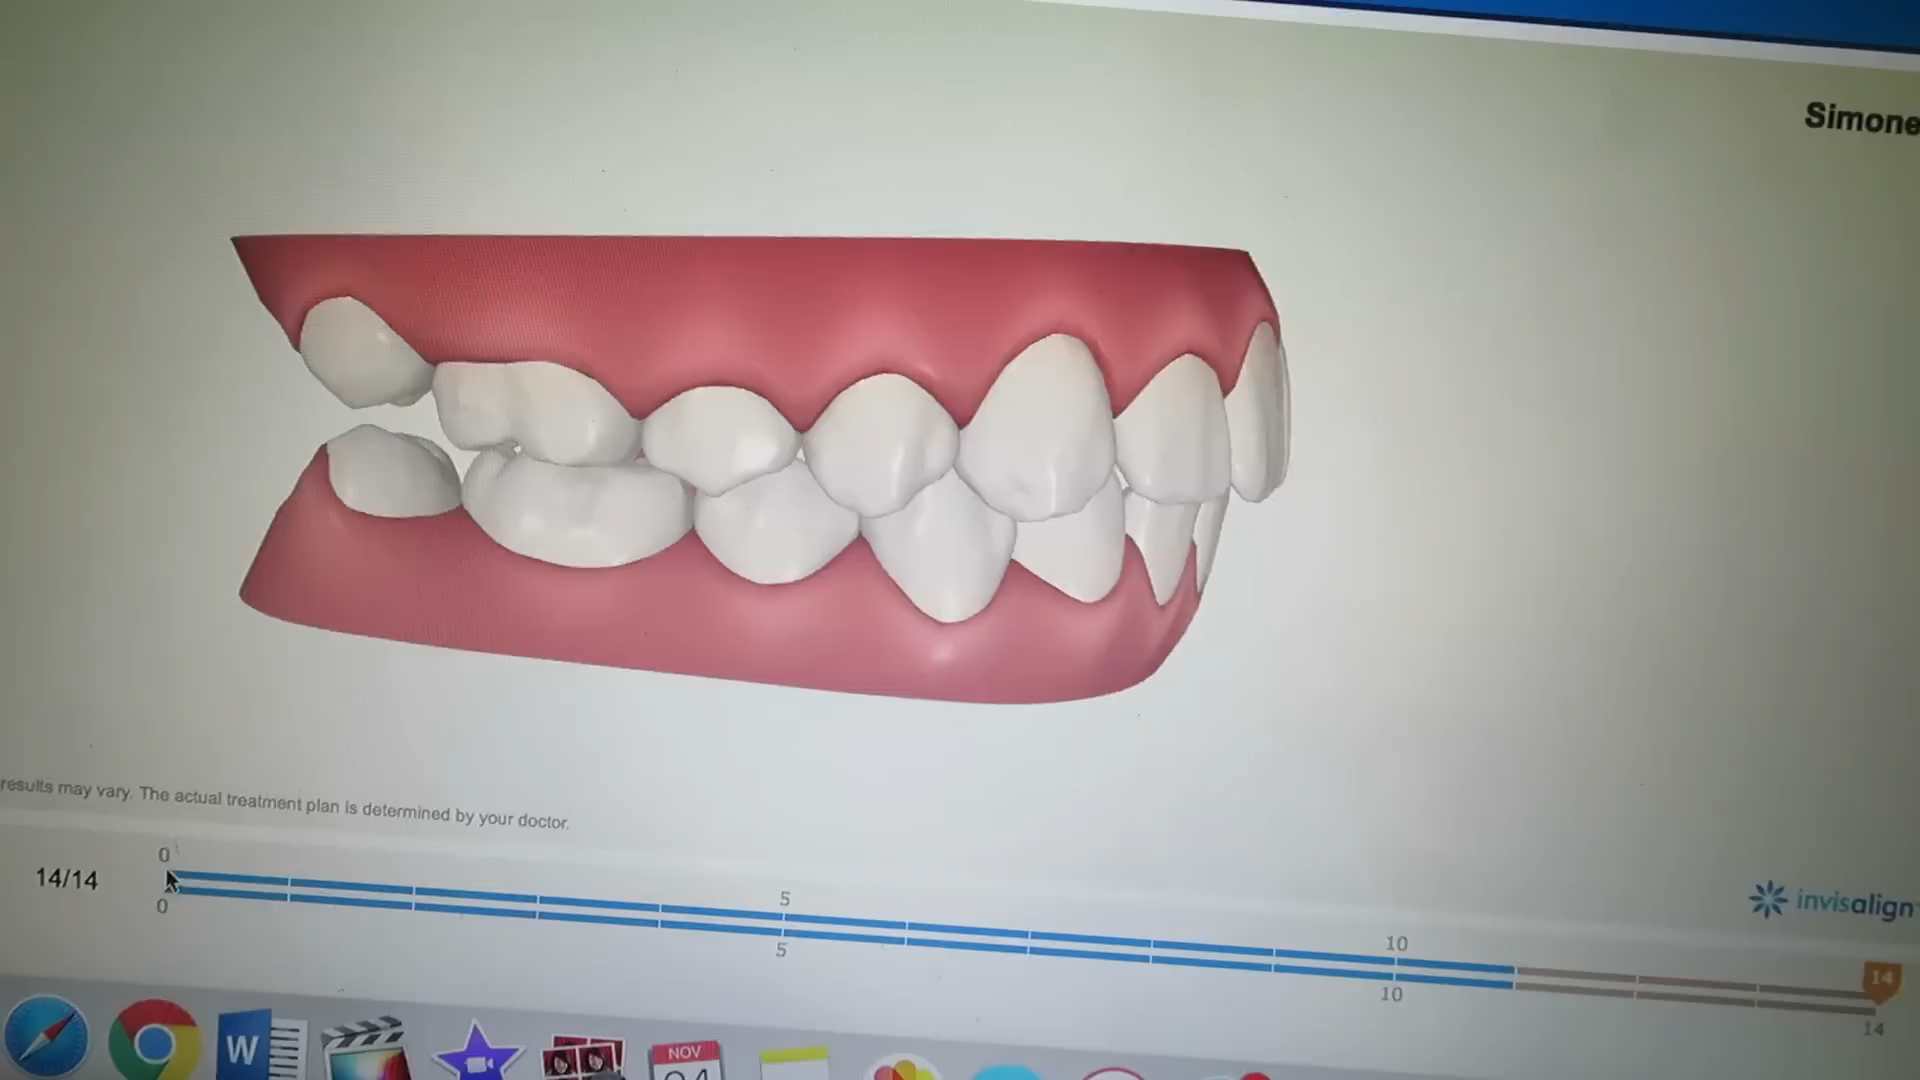 Simone
results may vary. The actual treatment plan is determined by your doctor.
14/14
0
5
10
14
0
5
10
14
invisalign
W
NOV